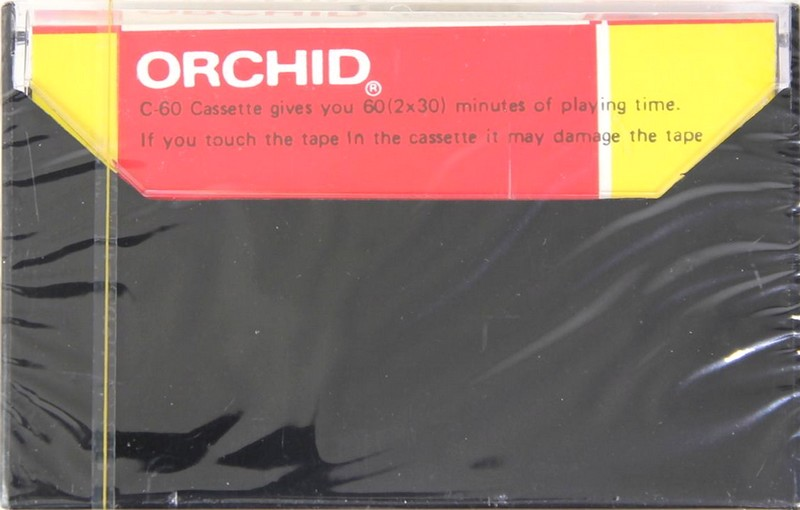 ORCHID®
C-60 Cassette gives you 60(2x30) minutes of playing time.
If you touch the tape in the cassette it may damage the tape